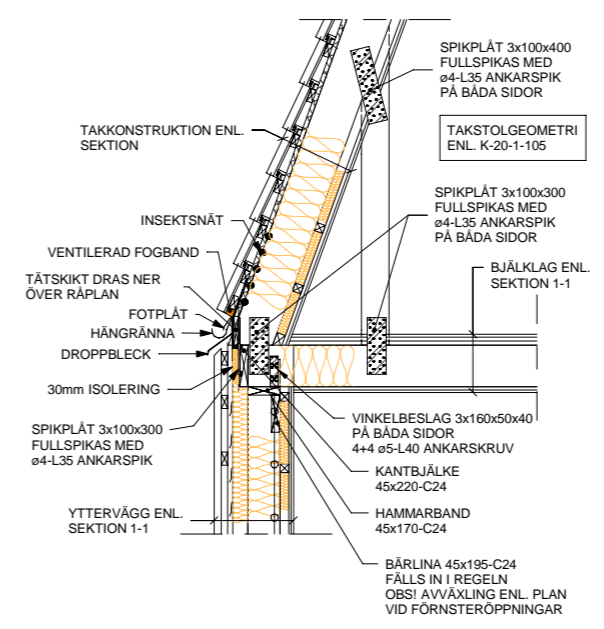 SPIKPLÅT 3x100x400
FULLSPIKAS MED
ø4-L35 ANKARSPIK
PÅ BÅDA SIDOR
TAKKONSTRUKTION ENL.
SEKTION
TAKSTOLGEOMETRI
ENL. K-20-1-105
SPIKPLÅT 3x100x300
FULLSPIKAS MED
ø4-L35 ANKARSPIK
PÅ BÅDA SIDOR
INSEKTSNÄT
VENTILERAD FOGBAND
TÄTSKIKT DRAS NER
ÖVER RÅPLAN
FOTPLÅT
HÄNGRÄNNA
DROPPBLECK
BJÄLKLAG ENL.
SEKTION 1-1
30mm ISOLERING
SPIKPLÅT 3x100x300
FULLSPIKAS MED
ø4-L35 ANKARSPIK
VINKELBESLAG 3x160x50x40
PÅ BÅDA SIDOR
4+4 ø5-L40 ANKARSKRUV
KANTBJÄLKE
45x220-C24
YTTERVÄGG ENL.
SEKTION 1-1
HAMMARBAND
45x170-C24
BÄRLINA 45x195-C24
FÄLLS IN I REGELN
OBS! AVVÄXLING ENL. PLAN
VID FÖRNSTERÖPPNINGAR